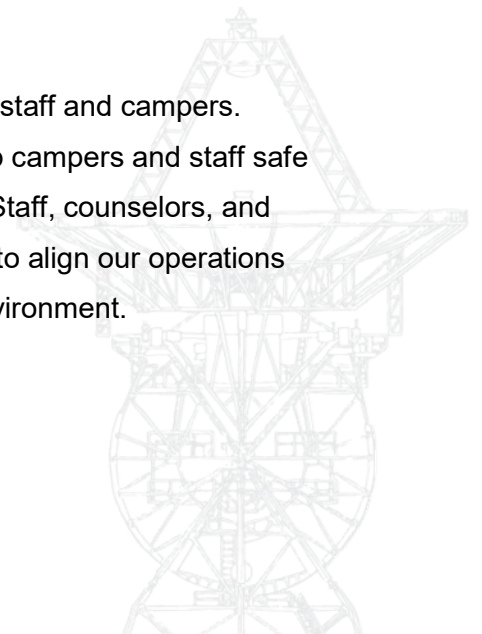 staff and campers.
campers and staff safe
Staff, counselors, and
to align our operations
vironment.